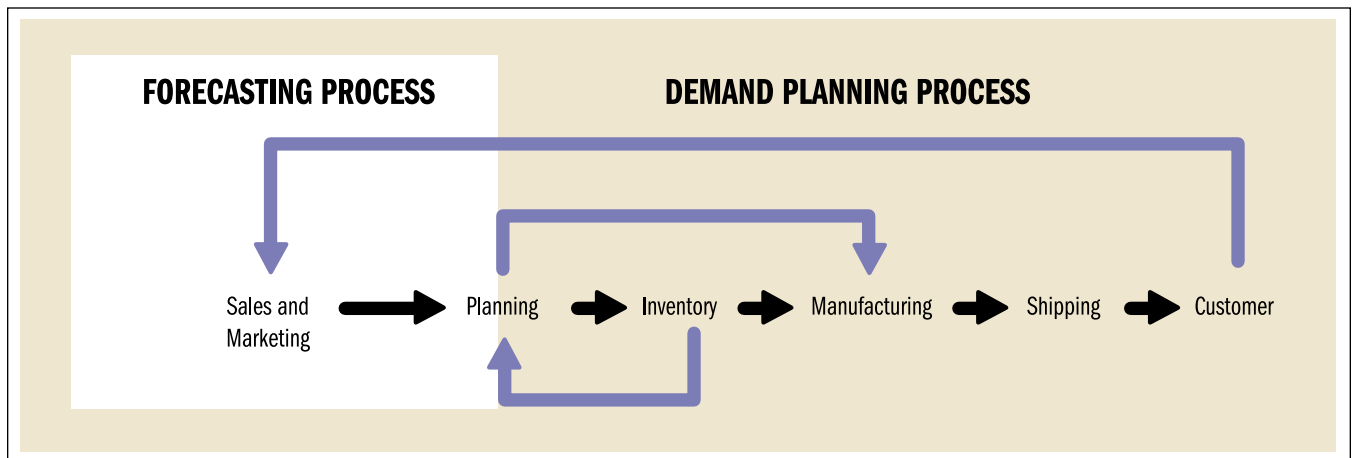 FORECASTING PROCESS
DEMAND PLANNING PROCESS
Sales and
Marketing
Planning
Inventory
Manufacturing
Shipping
Customer